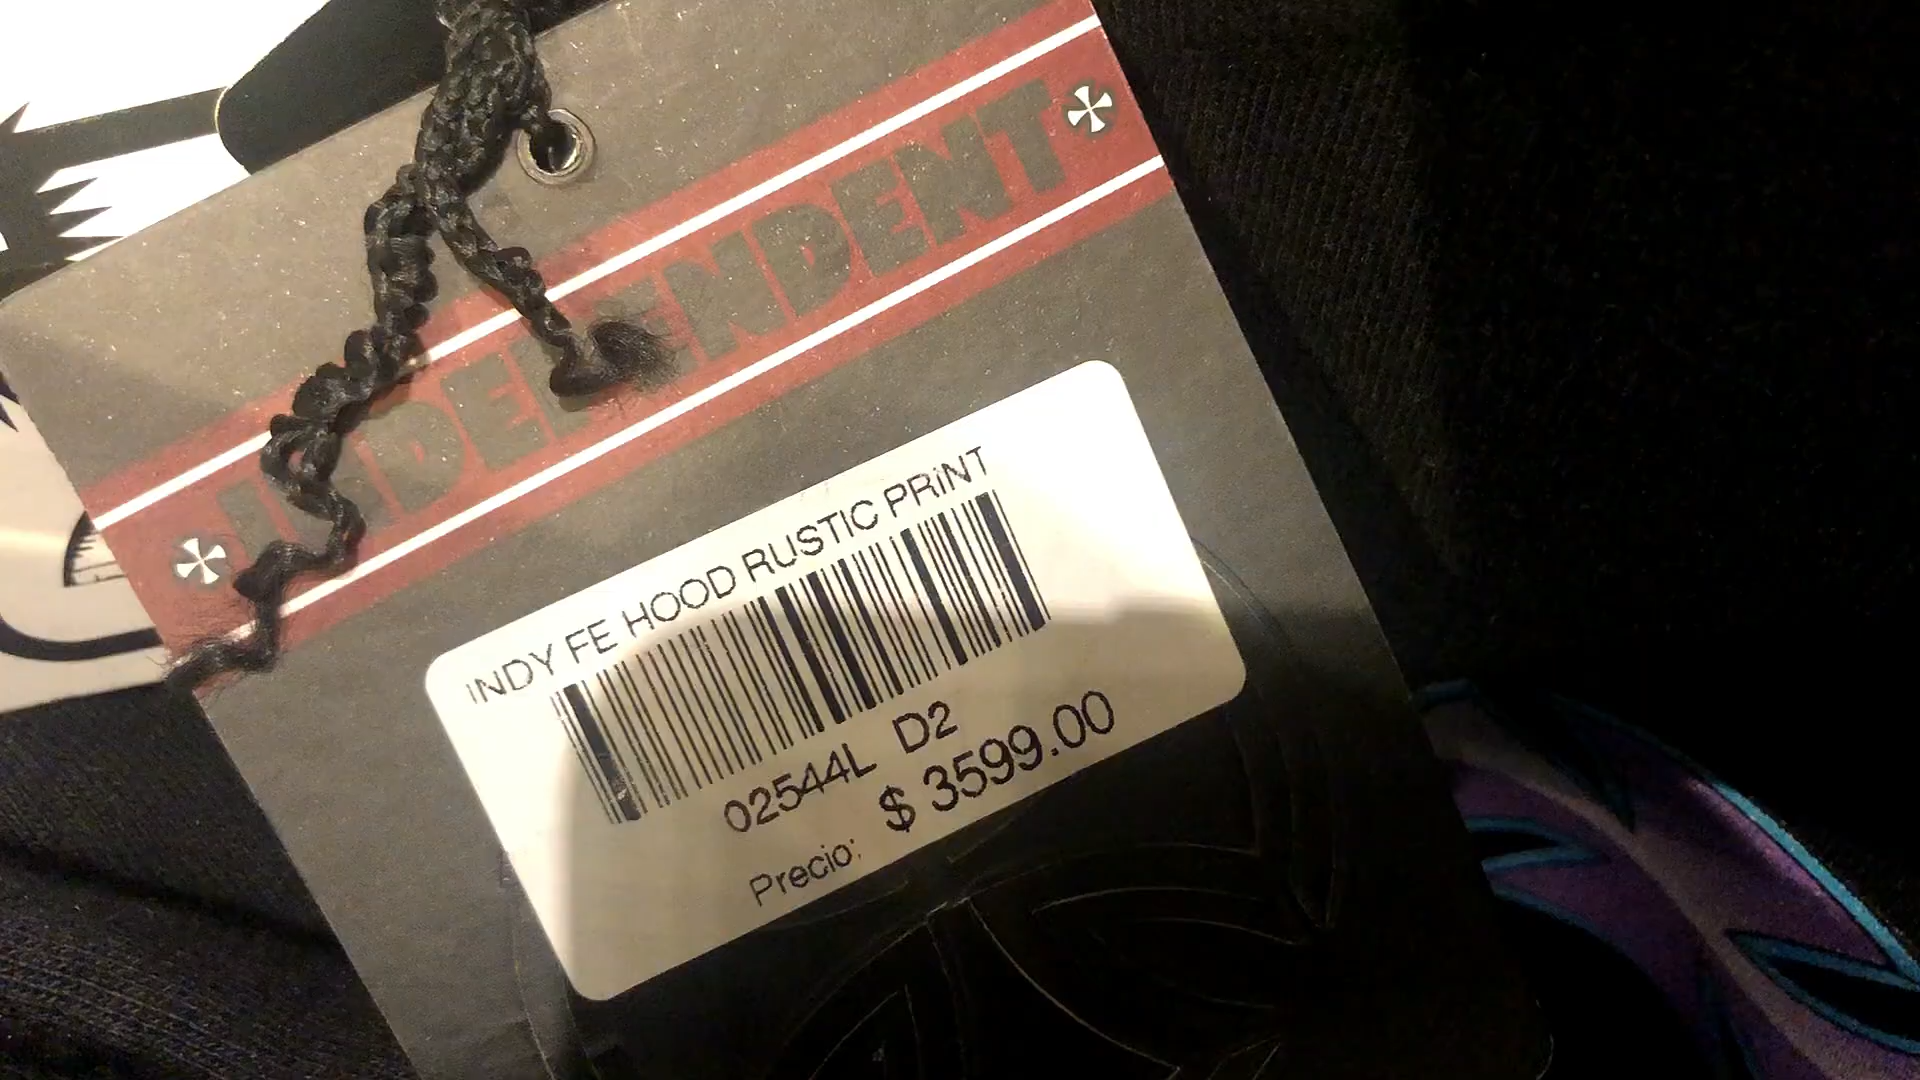 INDEPENDENT
INDY FE HOOD RUSTIC PRINT
02544L D2
$ 3599.00
Precio: